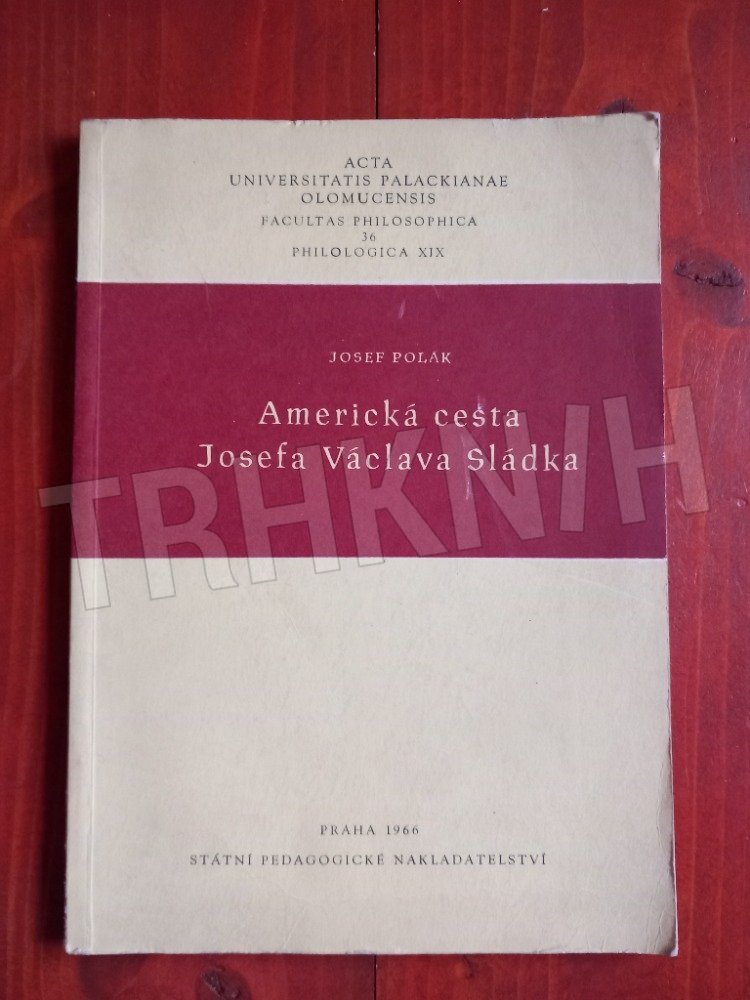 ACTA
UNIVERSITATIS PALACKIANAE
OLOMUCENSIS
FACULTAS PHILOSOPHICA
36
PHILOLOGICA XIX
JOSEF POLÁK
Americká cesta
Josefa Václava Sládka
TRHKNIH
PRAHA 1966
STÁTNÍ PEDAGOGICKÉ NAKLADATELSTVÍ